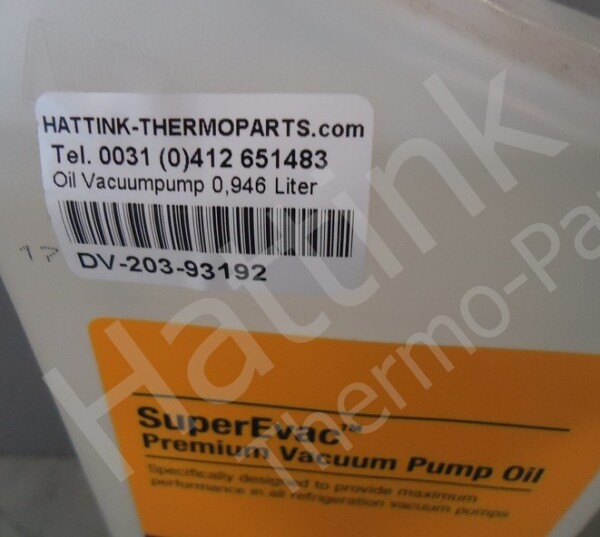 HATTINK-THERMOPARTS.com
Tel. 0031 (0)412 651483
Oil Vacuumpump 0,946 Liter
DV-203-93192
17
SuperEvac™
Premium Vacuum Pump Oil
Specifically designed to provide maximum
performance in all refrigeration vacuum pumps
Hattink
Thermo-Pa